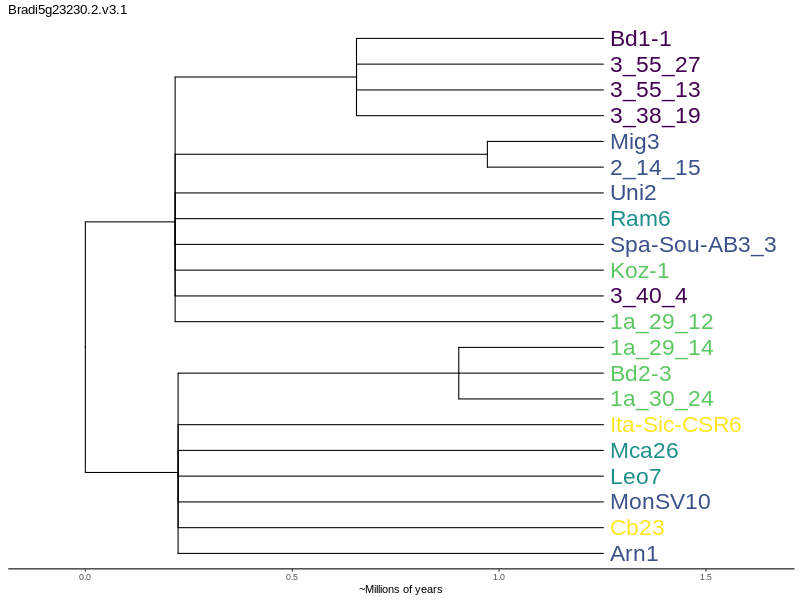 Bradi5g23230.2.v3.1
Bd1-1
3_55_27
3_55_13
3_38_19
Mig3
2_14_15
Uni2
Ram6
Spa-Sou-AB3_3
Koz-1
3_40_4
1a_29_12
1a_29_14
Bd2-3
1a_30_24
Ita-Sic-CSR6
Mca26
Leo7
MonSV10
Cb23
Arn1
0.0 0.5 1.0 1.5
~Millions of years